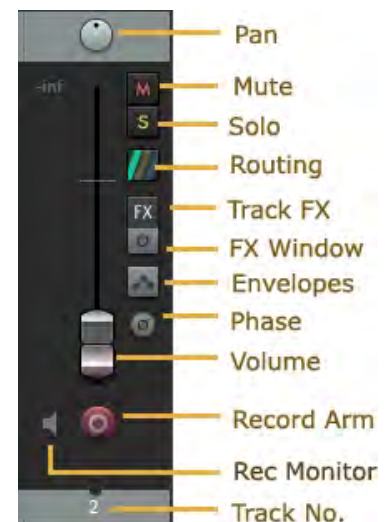 Pan
-inf
M
Mute
S
Solo
Routing
FX
Track FX
FX Window
Envelopes
Phase
Volume
Record Arm
Rec Monitor
2
Track No.